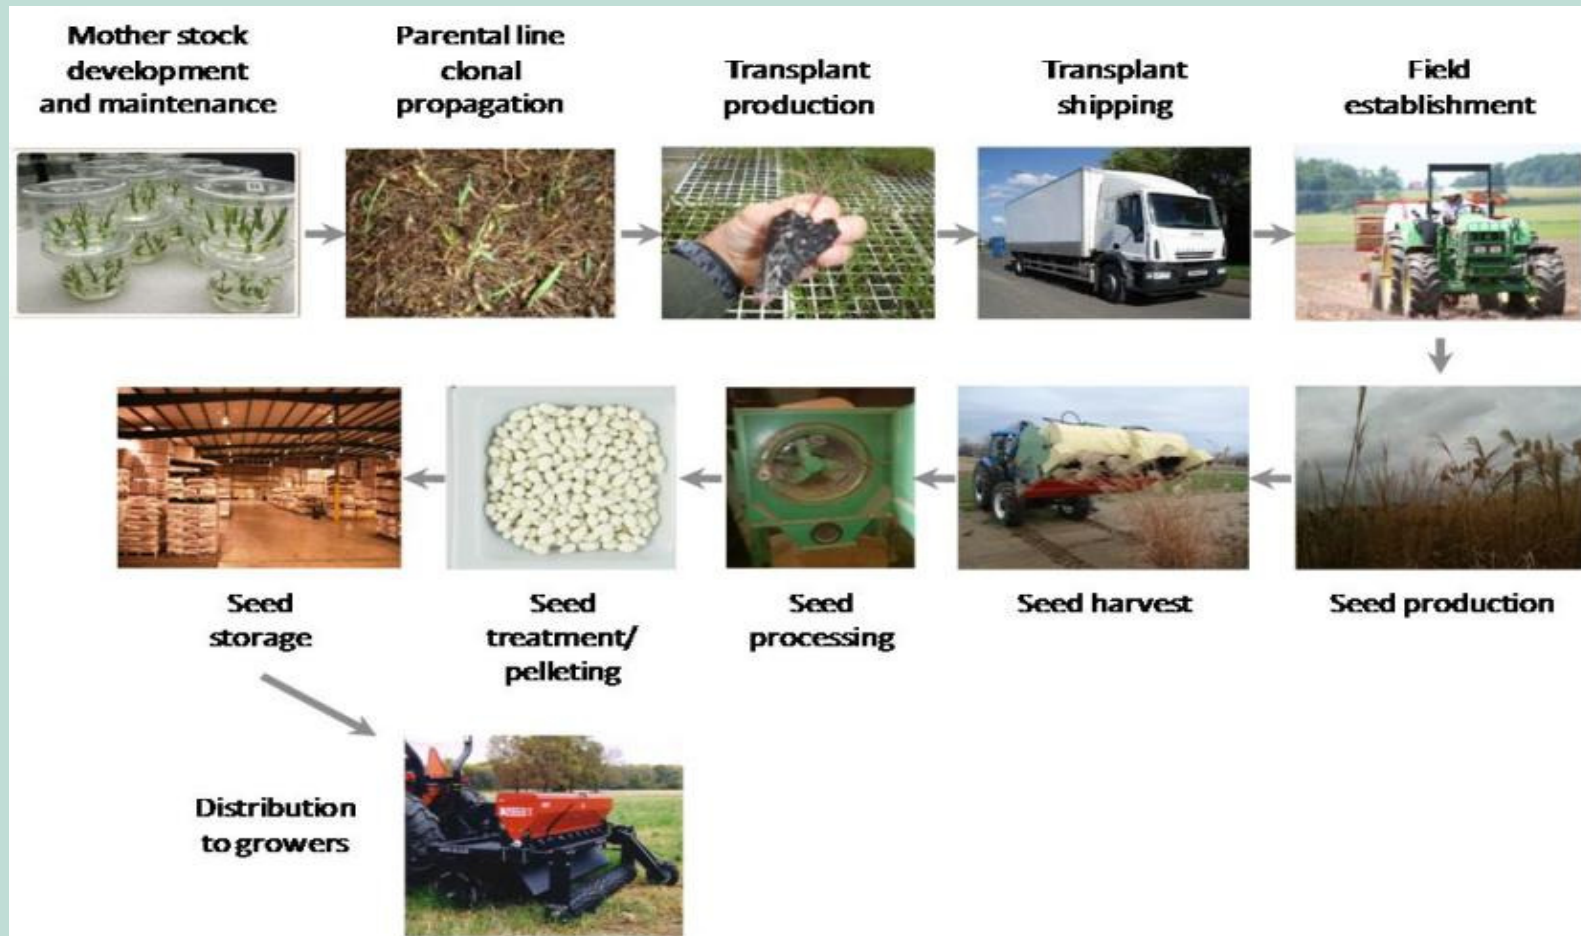 Mother stock
development
and maintenance
Parental line
clonal
propagation
Transplant
production
Transplant
shipping
Field
establishment
Seed production
Seed harvest
Seed
processing
Seed
treatment/
pelleting
Seed
storage
Distribution
to growers